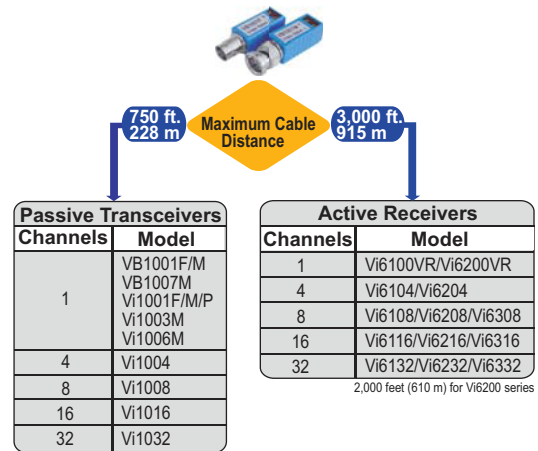 750 ft.
228 m
Maximum Cable
Distance
3,000 ft.
915 m
Passive Transceivers
Channels Model
1 VB1001F/M
VB1007M
Vi1001F/M/P
Vi1003M
Vi1006M
4 Vi1004
8 Vi1008
16 Vi1016
32 Vi1032
Active Receivers
Channels Model
1 Vi6100VR/Vi6200VR
4 Vi6104/Vi6204
8 Vi6108/Vi6208/Vi6308
16 Vi6116/Vi6216/Vi6316
32 Vi6132/Vi6232/Vi6332
2,000 feet (610 m) for Vi6200 series